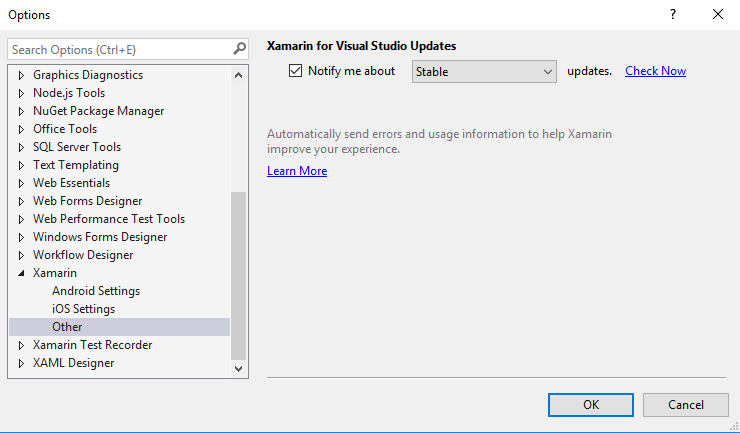 Options
Search Options (Ctrl+E)
Graphics Diagnostics
Node.js Tools
NuGet Package Manager
Office Tools
SQL Server Tools
Text Templating
Web Essentials
Web Forms Designer
Web Performance Test Tools
Windows Forms Designer
Workflow Designer
Xamarin
Android Settings
iOS Settings
Other
Xamarin Test Recorder
XAML Designer
Xamarin for Visual Studio Updates
Notify me about Stable updates. Check Now
Automatically send errors and usage information to help Xamarin
improve your experience.
Learn More
OK Cancel